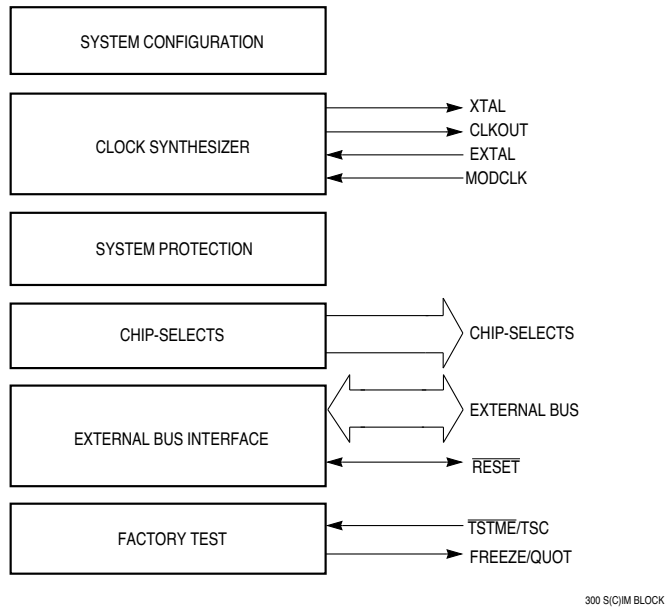 SYSTEM CONFIGURATION
CLOCK SYNTHESIZER
XTAL
CLKOUT
EXTAL
MODCLK
SYSTEM PROTECTION
CHIP-SELECTS
CHIP-SELECTS
EXTERNAL BUS INTERFACE
EXTERNAL BUS
RESET
FACTORY TEST
TSTME/TSC
FREEZE/QUOT
300 S(C)IM BLOCK